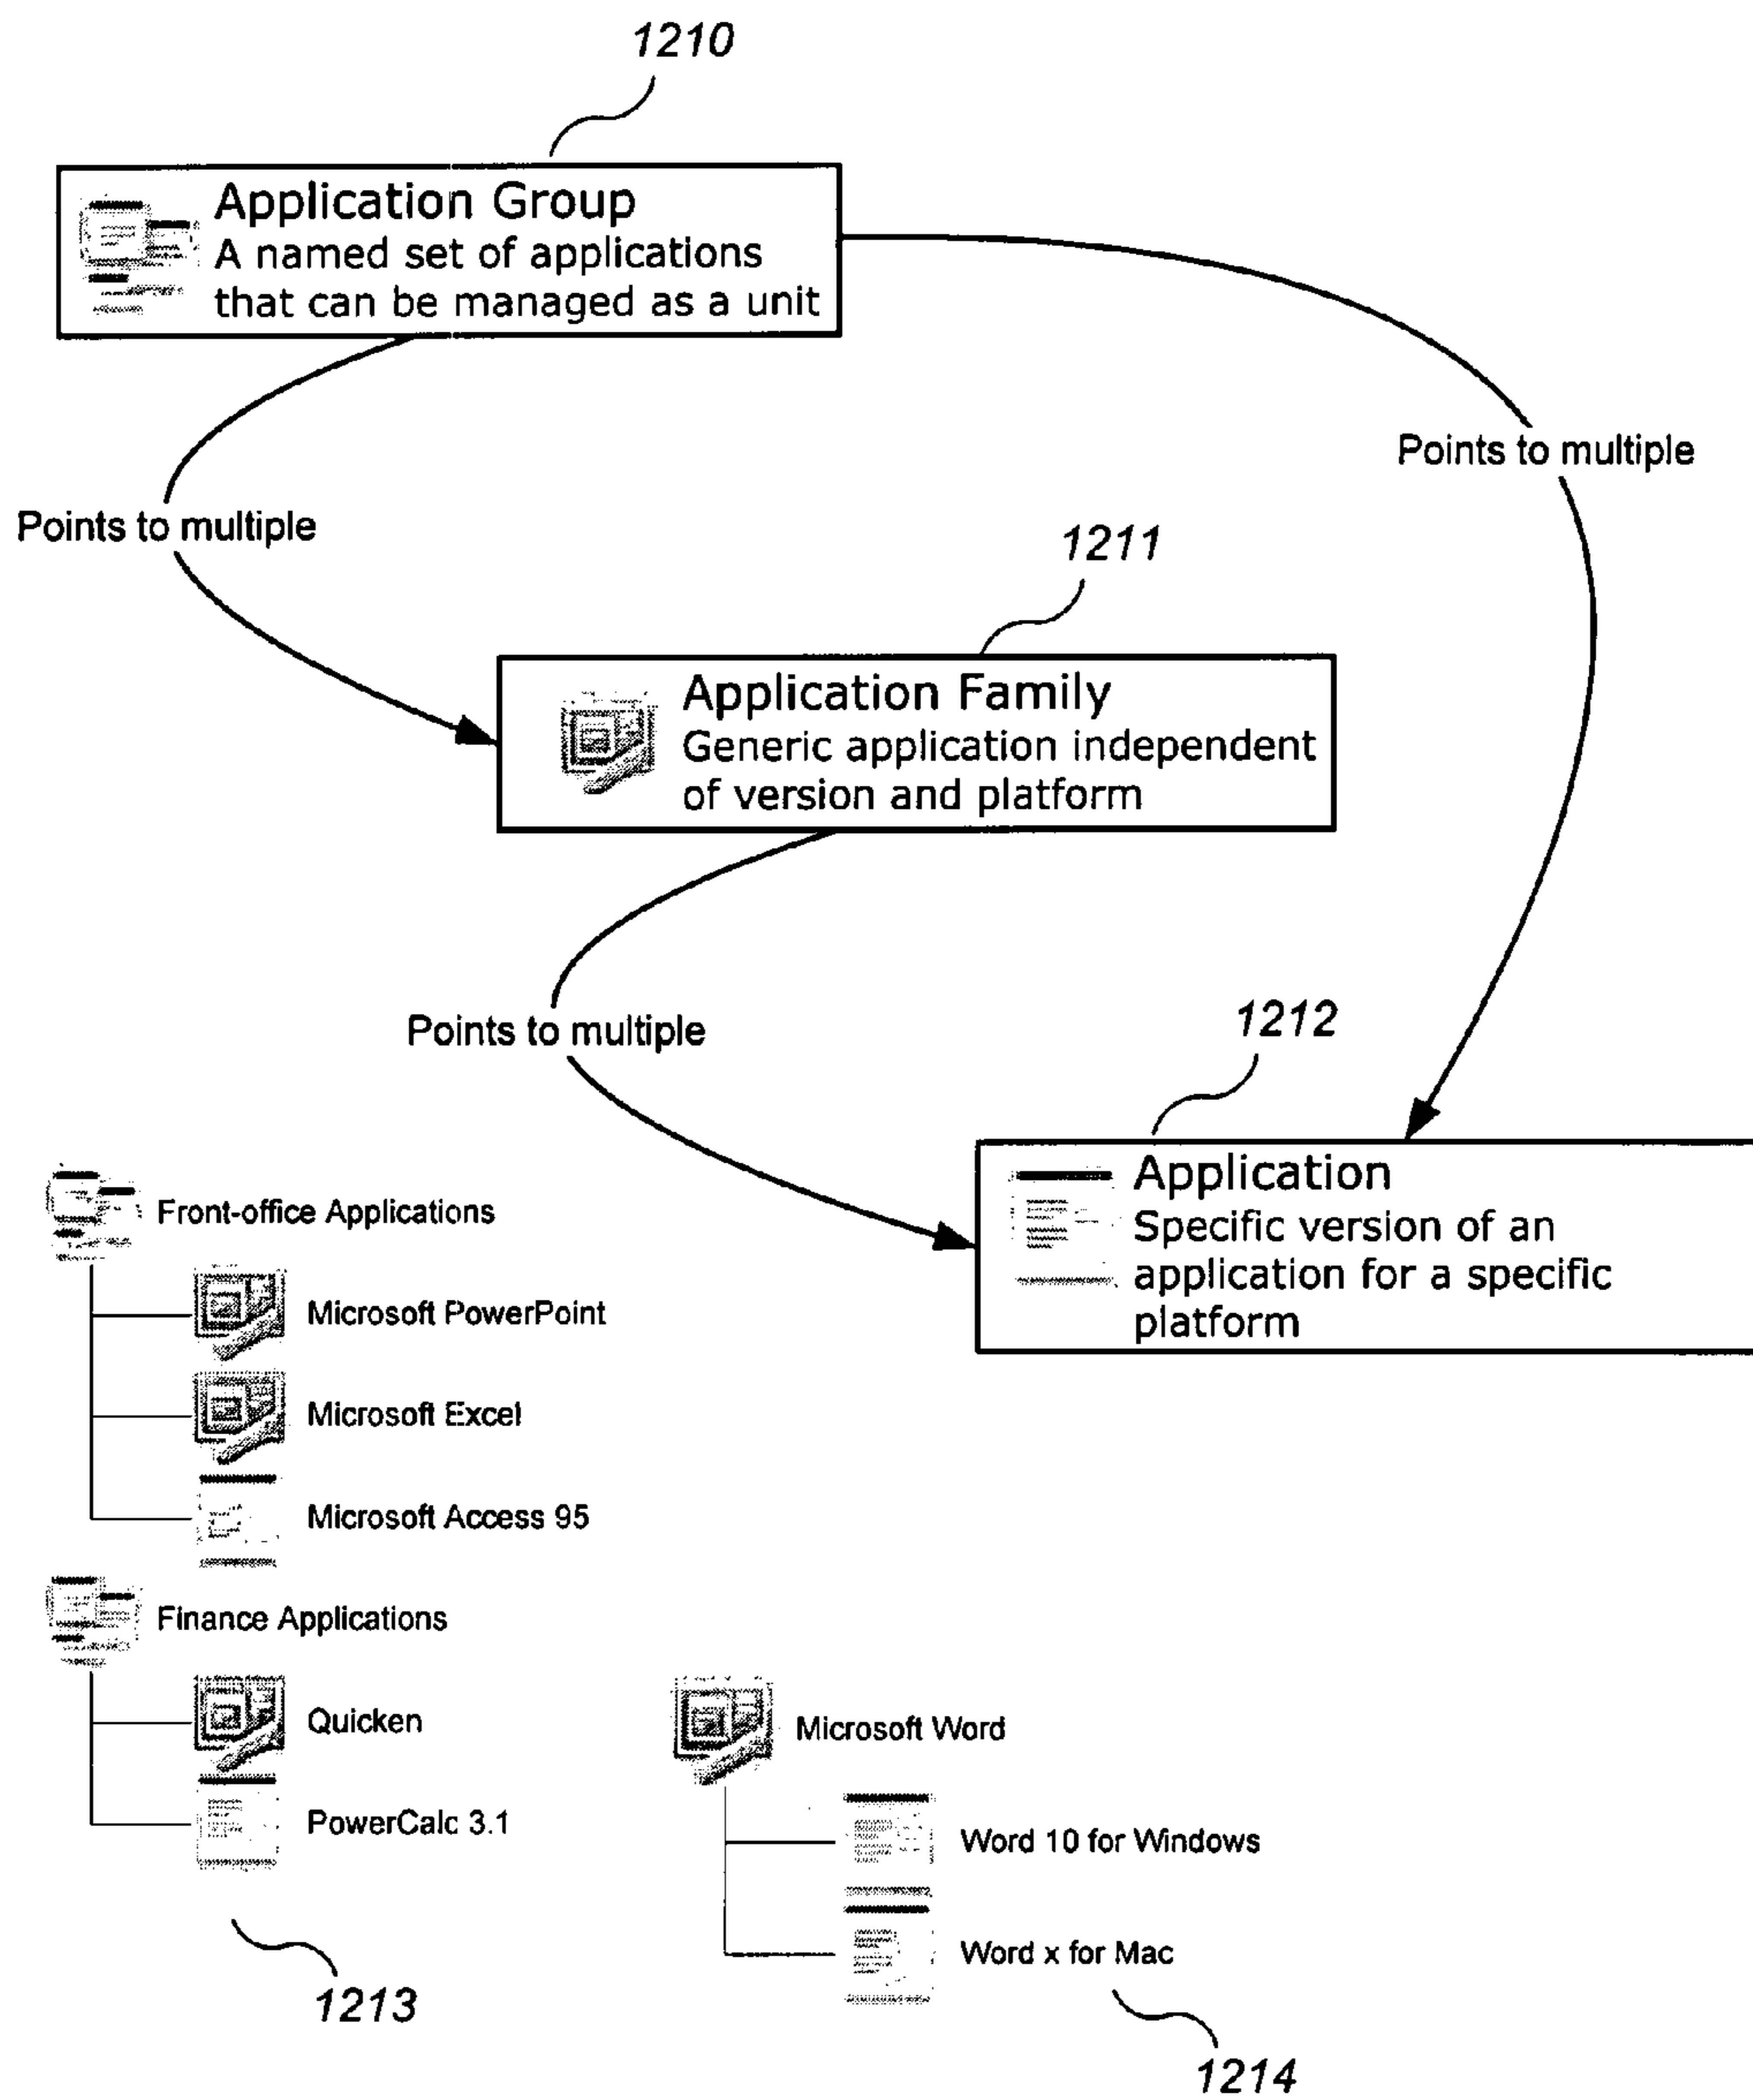 1210
Application Group
A named set of applications
that can be managed as a unit
Points to multiple
Points to multiple
1211
Application Family
Generic application independent
of version and platform
Points to multiple
1212
Application
Specific version of an
application for a specific
platform
Front-office Applications
Microsoft PowerPoint
Microsoft Excel
Microsoft Access 95
Finance Applications
Quicken
PowerCalc 3.1
1213
Microsoft Word
Word 10 for Windows
Word x for Mac
1214